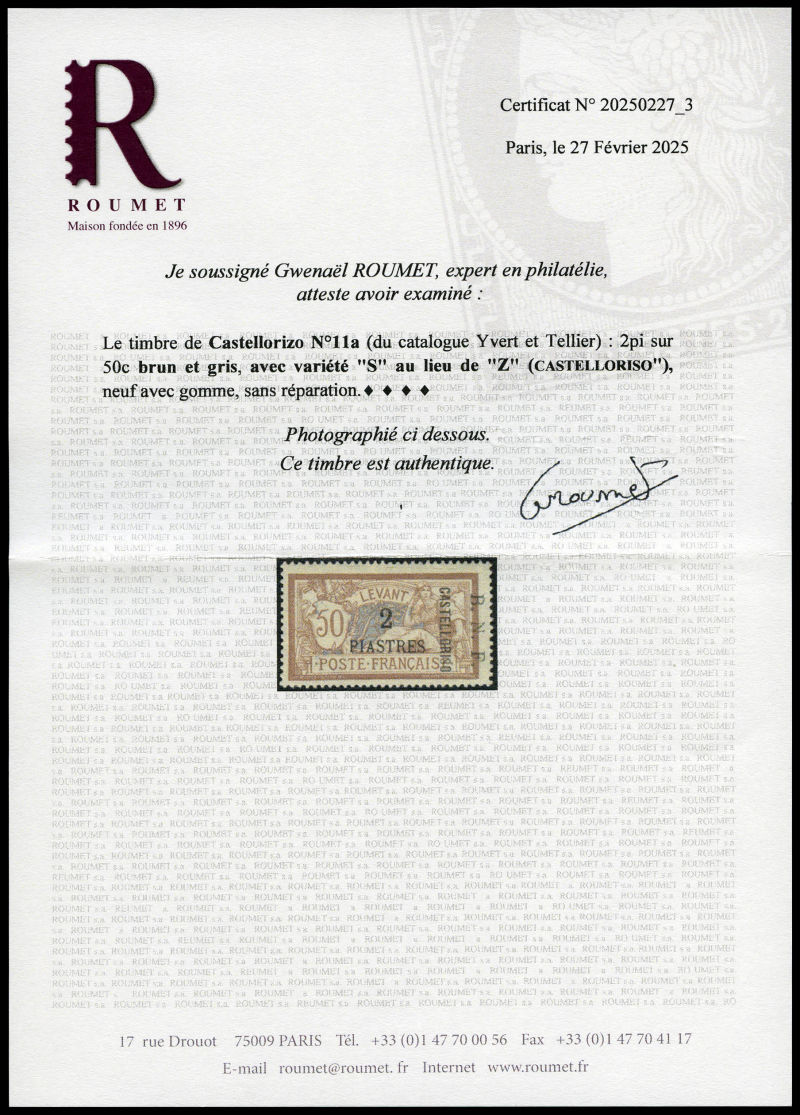 R
ROUMET
Maison fondée en 1896
Certificat N° 20250227_3
Paris, le 27 Février 2025
Je soussigné Gwenaël ROUMET, expert en philatélie,
atteste avoir examiné :
Le timbre de Castellorizo N°11a (du catalogue Yvert et Tellier) : 2pi sur
50c brun et gris, avec variété "S" au lieu de "Z" (CASTELLORISO"),
neuf avec gomme, sans réparation.♦ ♦ ♦ ♦
Photographié ci dessous.
Ce timbre est authentique.
Groumet
LEVANT
50
2
PIASTRES
POSTE·FRANÇAISE
B.N.F.
CASTELLORISO
17 rue Drouot 75009 PARIS Tél. +33 (0)1 47 70 00 56 Fax +33 (0)1 47 70 41 17
E-mail roumet@roumet. fr Internet www.roumet.fr